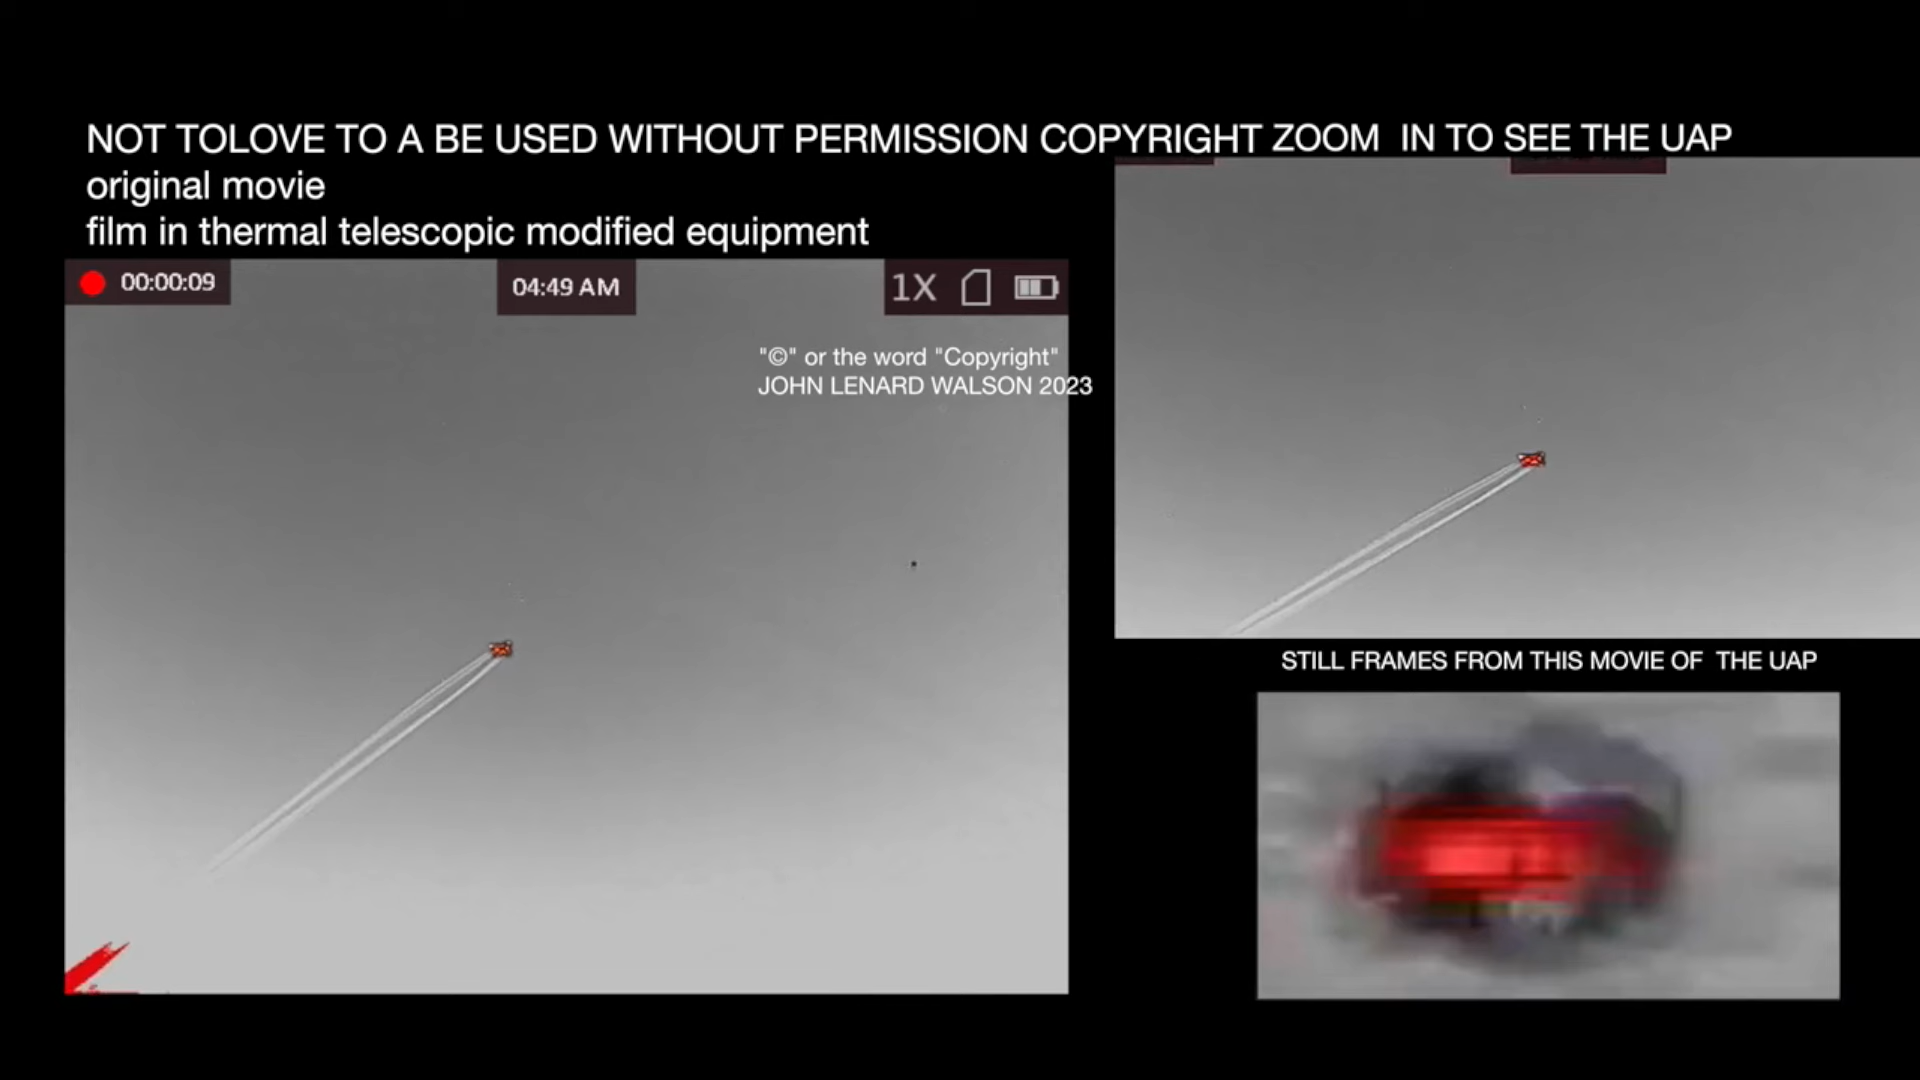 NOT TOLOVE TO A BE USED WITHOUT PERMISSION COPYRIGHT ZOOM IN TO SEE THE UAP
original movie
film in thermal telescopic modified equipment
00:00:09
04:49 AM
1X
"©" or the word "Copyright"
JOHN LENARD WALSON 2023
STILL FRAMES FROM THIS MOVIE OF THE UAP